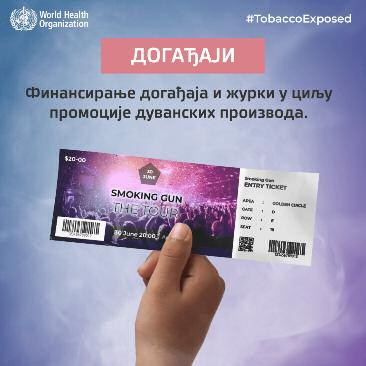 World Health
Organization
#TobaccoExposed
ДОГАЂАЈИ
Финансирање догађаја и журки у циљу
промоције дуванских производа.
$20-00
30
JUNE
SMOKING GUN
THE TOUR
30 June 20:00
Smoking Gun
ENTRY TICKET
AREA : GOLDEN CIRCLE
GATE : D
ROW : E
SEAT : 15